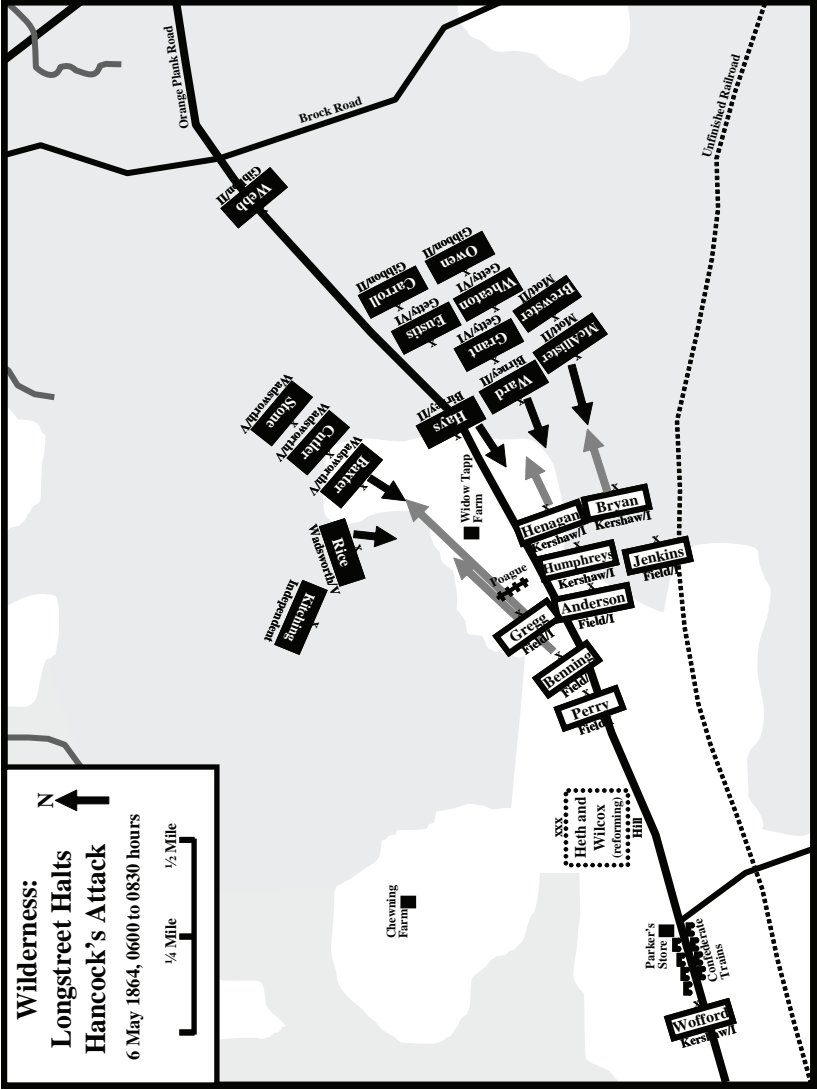 Wilderness:
Longstreet Halts
Hancock's Attack
6 May 1864, 0600 to 0830 hours
¼ Mile
½ Mile
N
Orange Plank Road
Brock Road
Unfinished Railroad
Webb
Gibbon/II
x
Carroll
Gibbon/II
x
Owen
Gibbon/II
x
Eustis
Getty/VI
x
Wheaton
Getty/VI
x
Grant
Getty/VI
x
Brewster
Mott/II
x
McAlister
Mott/II
x
Ward
Birney/II
x
Hays
Birney/II
x
Stone
Wadsworth/V
x
Cutler
Wadsworth/V
x
Baxter
Wadsworth/V
x
Rice
Wadsworth/V
x
Kitching
Independent
x
Widow Tapp
Farm
Poague
x
Henagan
Kershaw/I
x
Bryan
Kershaw/I
x
Humphreys
Kershaw/I
x
Jenkins
Field/I
x
Anderson
Field/I
x
Gregg
Field/I
x
Benning
Field/I
x
Perry
Field/I
XXX
Heth and
Wilcox
(reforming)
Hill
Chewning
Farm
Parker's
Store
Confederate
Trains
x
Wofford
Kershaw/I